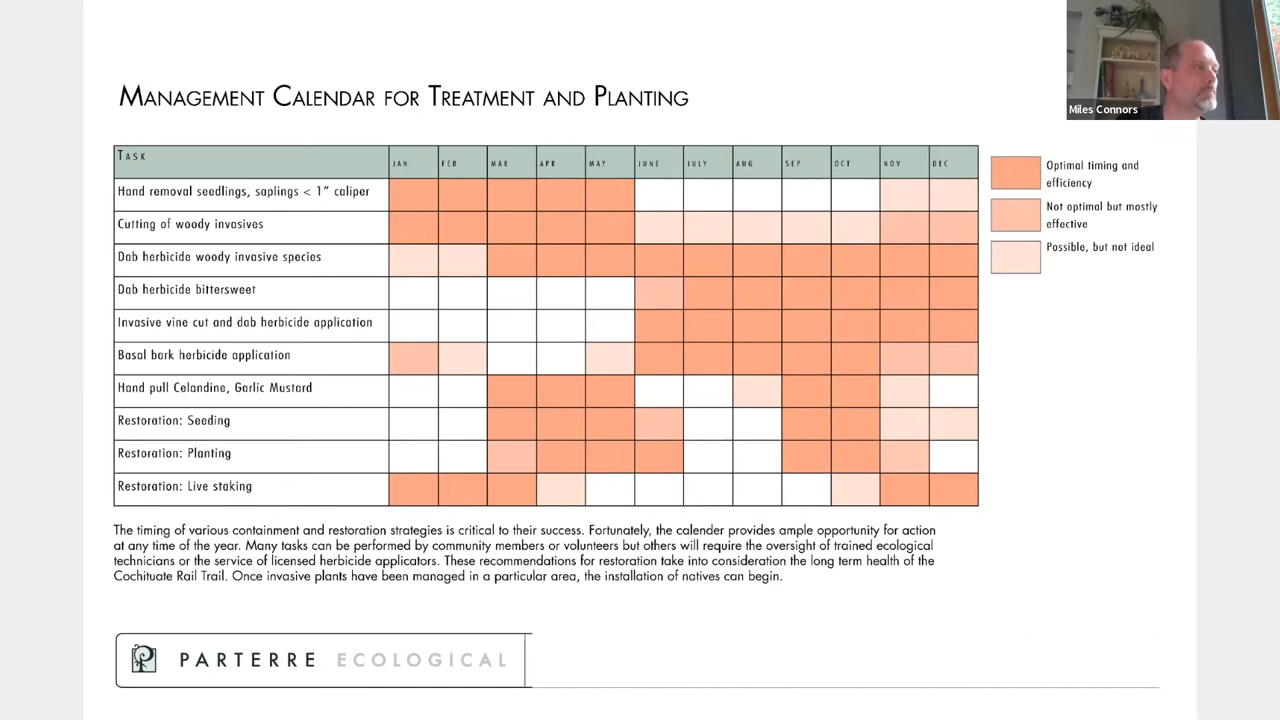 Miles Connors
MANAGEMENT CALENDAR FOR TREATMENT AND PLANTING
TASK JAN FEB MAR APR MAY JUNE JULY AUG SEP OCT NOV DEC
Hand removal seedlings, saplings < 1” caliper
Cutting of woody invasives
Dab herbicide woody invasive species
Dab herbicide bittersweet
Invasive vine cut and dab herbicide application
Basal bark herbicide application
Hand pull Celandine, Garlic Mustard
Restoration: Seeding
Restoration: Planting
Restoration: Live staking
Optimal timing and
efficiency
Not optimal but mostly
effective
Possible, but not ideal
The timing of various containment and restoration strategies is critical to their success. Fortunately, the calender provides ample opportunity for action
at any time of the year. Many tasks can be performed by community members or volunteers but others will require the oversight of trained ecological
technicians or the service of licensed herbicide applicators. These recommendations for restoration take into consideration the long term health of the
Cochituate Rail Trail. Once invasive plants have been managed in a particular area, the installation of natives can begin.
PARTERRE ECOLOGICAL